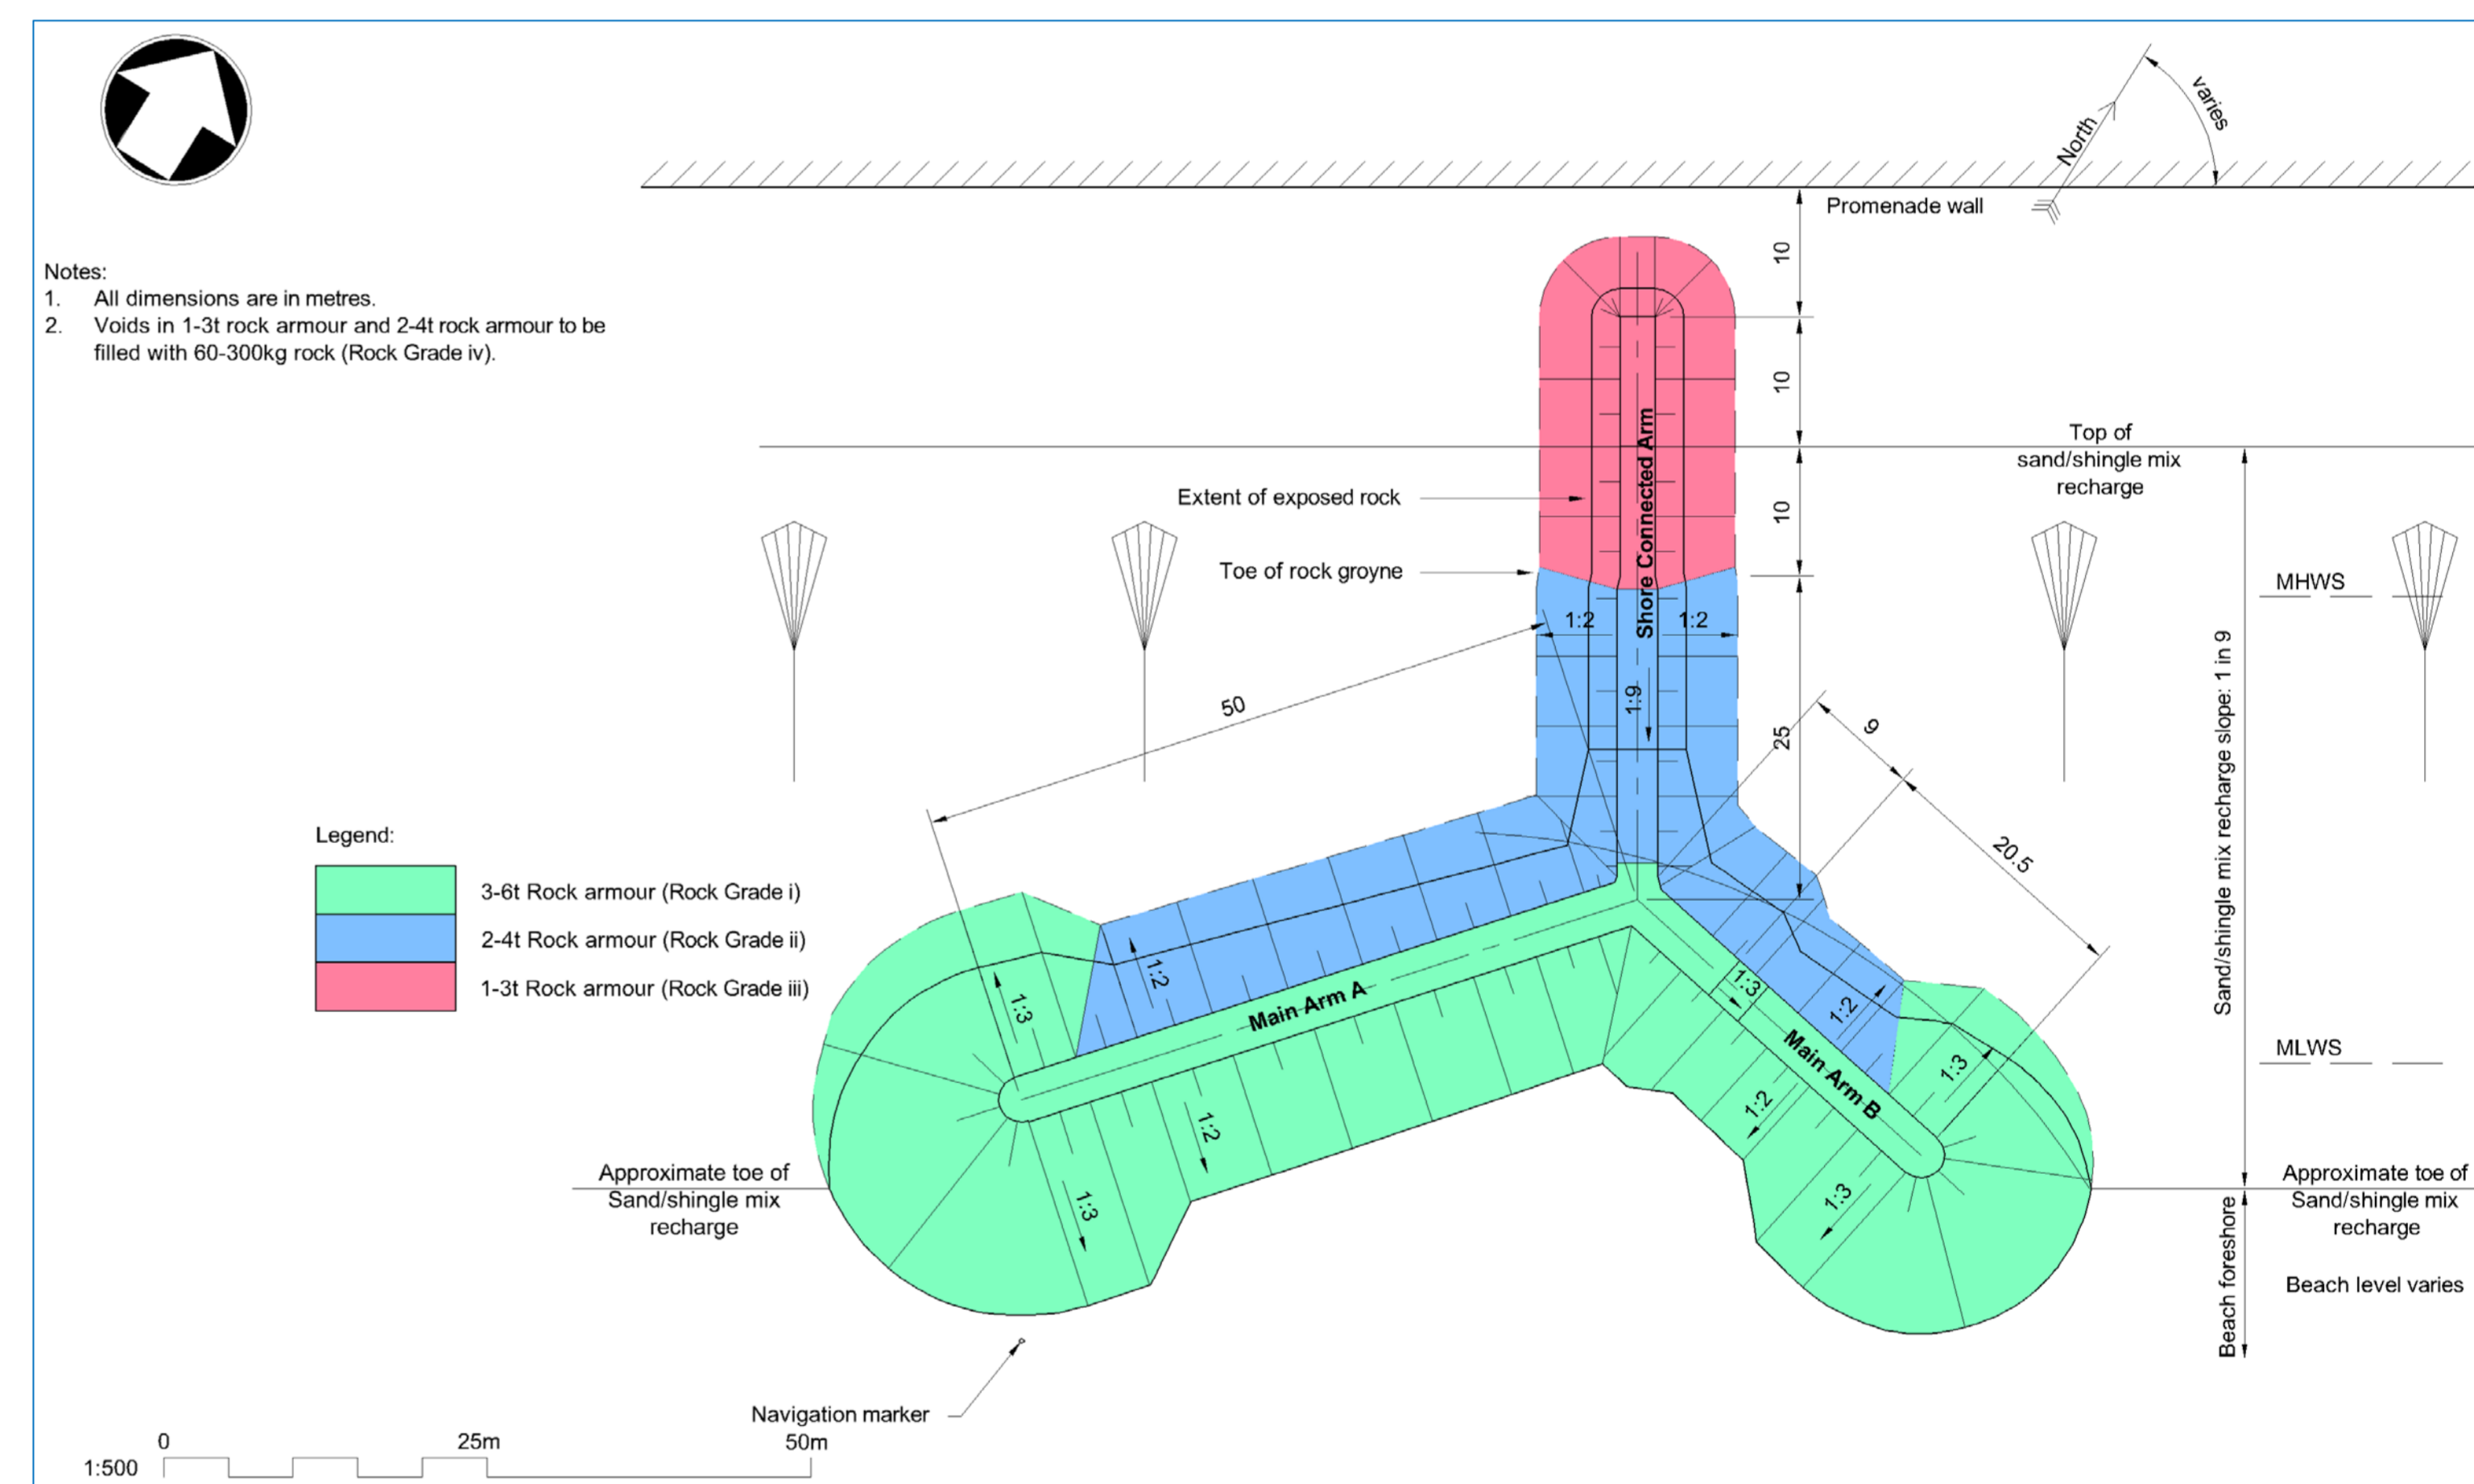 North
varies
Promenade wall
Notes:
1. All dimensions are in metres.
2. Voids in 1-3t rock armour and 2-4t rock armour to be
filled with 60-300kg rock (Rock Grade iv).
10
10
10
25
Top of
sand/shingle mix
recharge
Extent of exposed rock
Toe of rock groyne
Shore Connected Arm
MHWS
1:2
1:2
1:9
50
9
20.5
Sand/shingle mix recharge slope: 1 in 9
Legend:
3-6t Rock armour (Rock Grade i)
2-4t Rock armour (Rock Grade ii)
1-3t Rock armour (Rock Grade iii)
1:3
1:2
Main Arm A
1:3
1:2
Main Arm B
1:3
MLWS
1:2
1:3
1:2
1:3
Approximate toe of
Sand/shingle mix
recharge
Approximate toe of
Sand/shingle mix
recharge
Beach foreshore
Beach level varies
Navigation marker
0 25m 50m
1:500